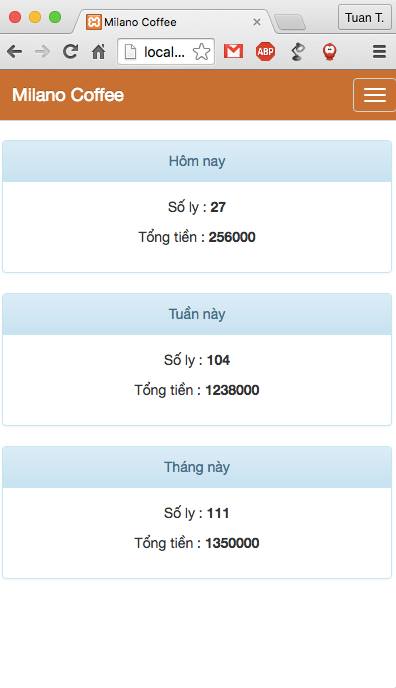 Milano Coffee
Tuan T.
local...
ABP
Milano Coffee
Hôm nay
Số ly : 27
Tổng tiền : 256000
Tuần này
Số ly : 104
Tổng tiền : 1238000
Tháng này
Số ly : 111
Tổng tiền : 1350000